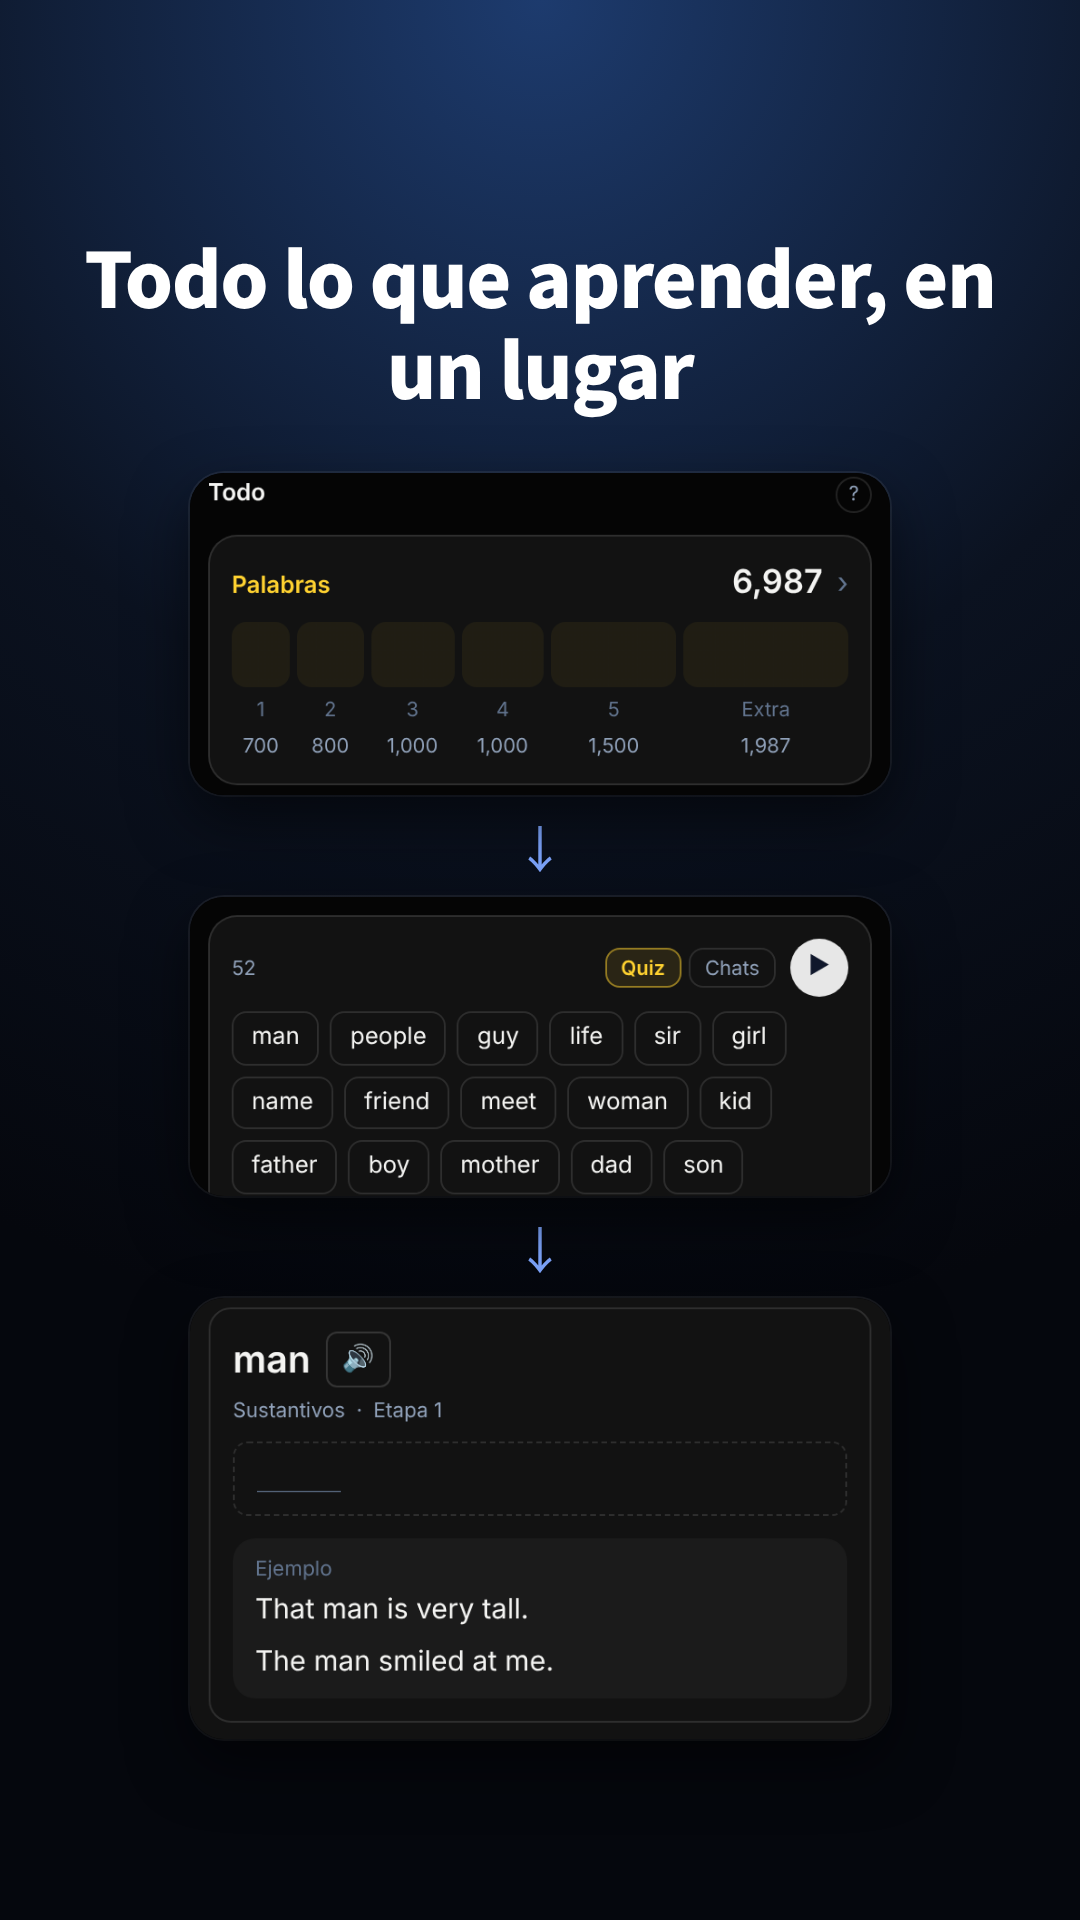 Todo lo que aprender, en
un lugar
Todo ?
Palabras 6,987 ›
1 2 3 4 5 Extra
700 800 1,000 1,000 1,500 1,987
52 Quiz Chats
man people guy life sir girl
name friend meet woman kid
father boy mother dad son
man
Sustantivos · Etapa 1
Ejemplo
That man is very tall.
The man smiled at me.